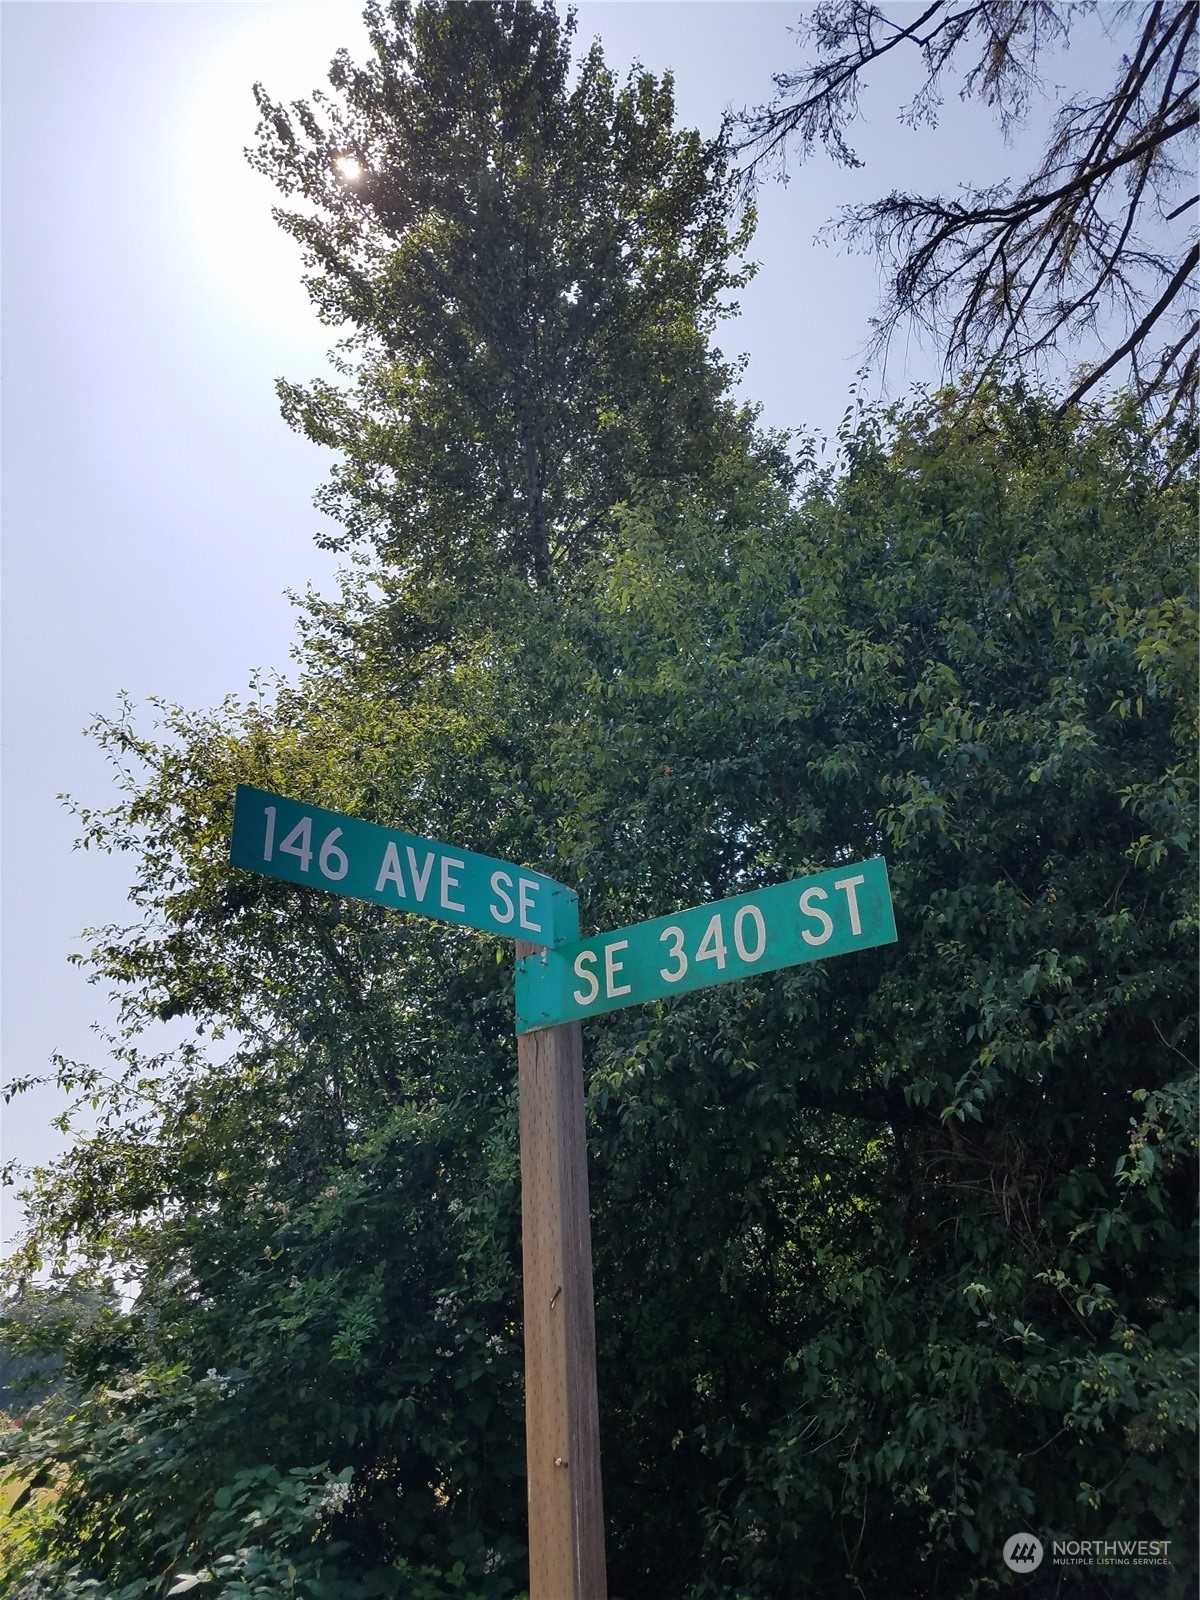 146 AVE SE
SE 340 ST
NORTHWEST
MULTIPLE LISTING SERVICE